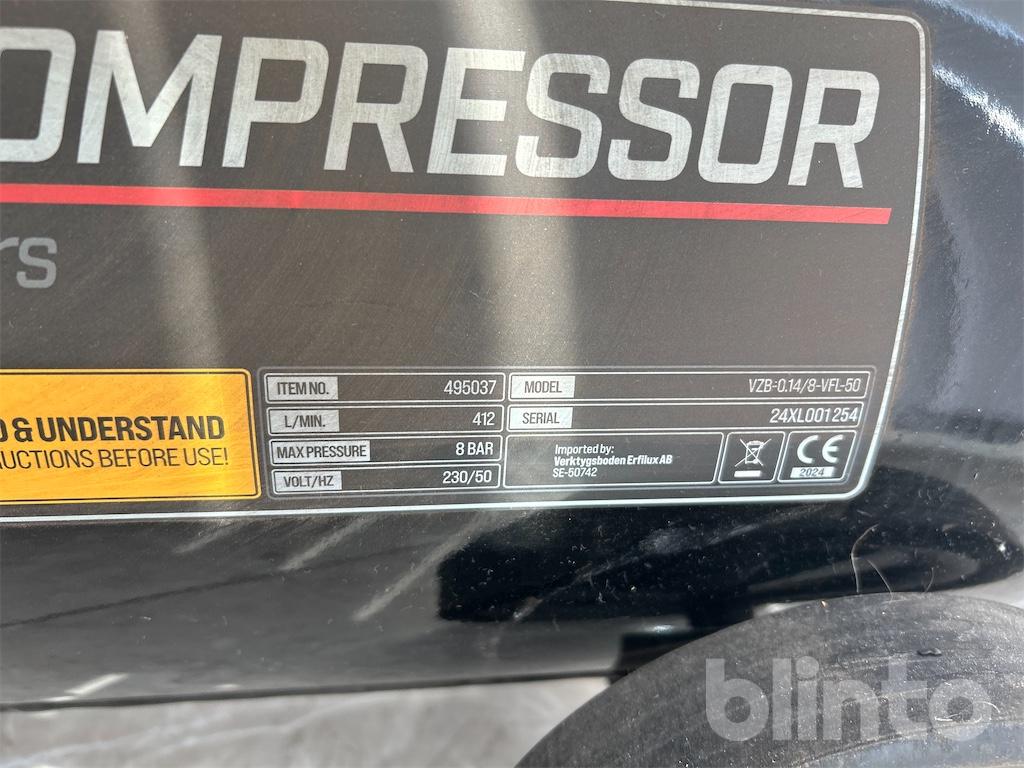 OMPRESSOR
rs
& UNDERSTAND
UCTIONS BEFORE USE!
ITEM NO. 495037
L/MIN. 412
MAX PRESSURE 8 BAR
VOLT/HZ 230/50
MODEL VZB-0.14/8-VFL-50
SERIAL 24XL001254
Imported by:
Verktygsboden Erfilux AB
SE-50742
CE
2024
blinto